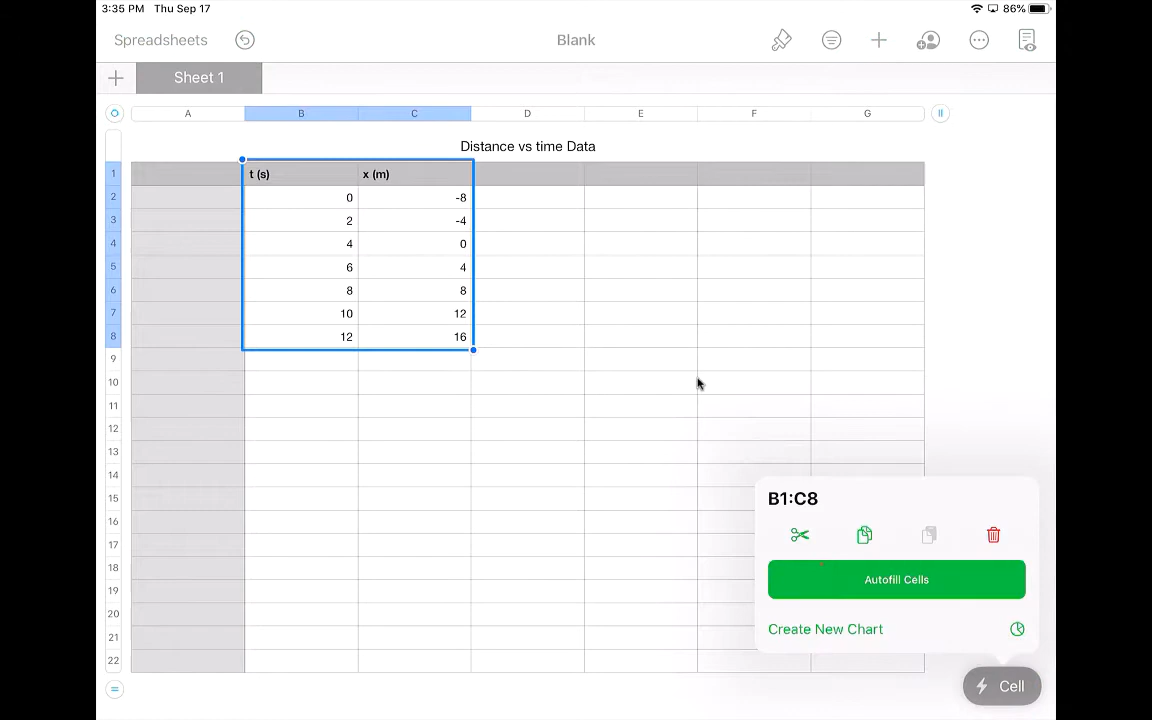 3:35 PM Thu Sep 17 86%
Spreadsheets Blank
Sheet 1
A B C D E F G
Distance vs time Data
1 t (s) x (m)
2 0 -8
3 2 -4
4 4 0
5 6 4
6 8 8
7 10 12
8 12 16
9
10
11
12
13
14
15
16
17
18
19
20
21
22
B1:C8
Autofill Cells
Create New Chart
Cell